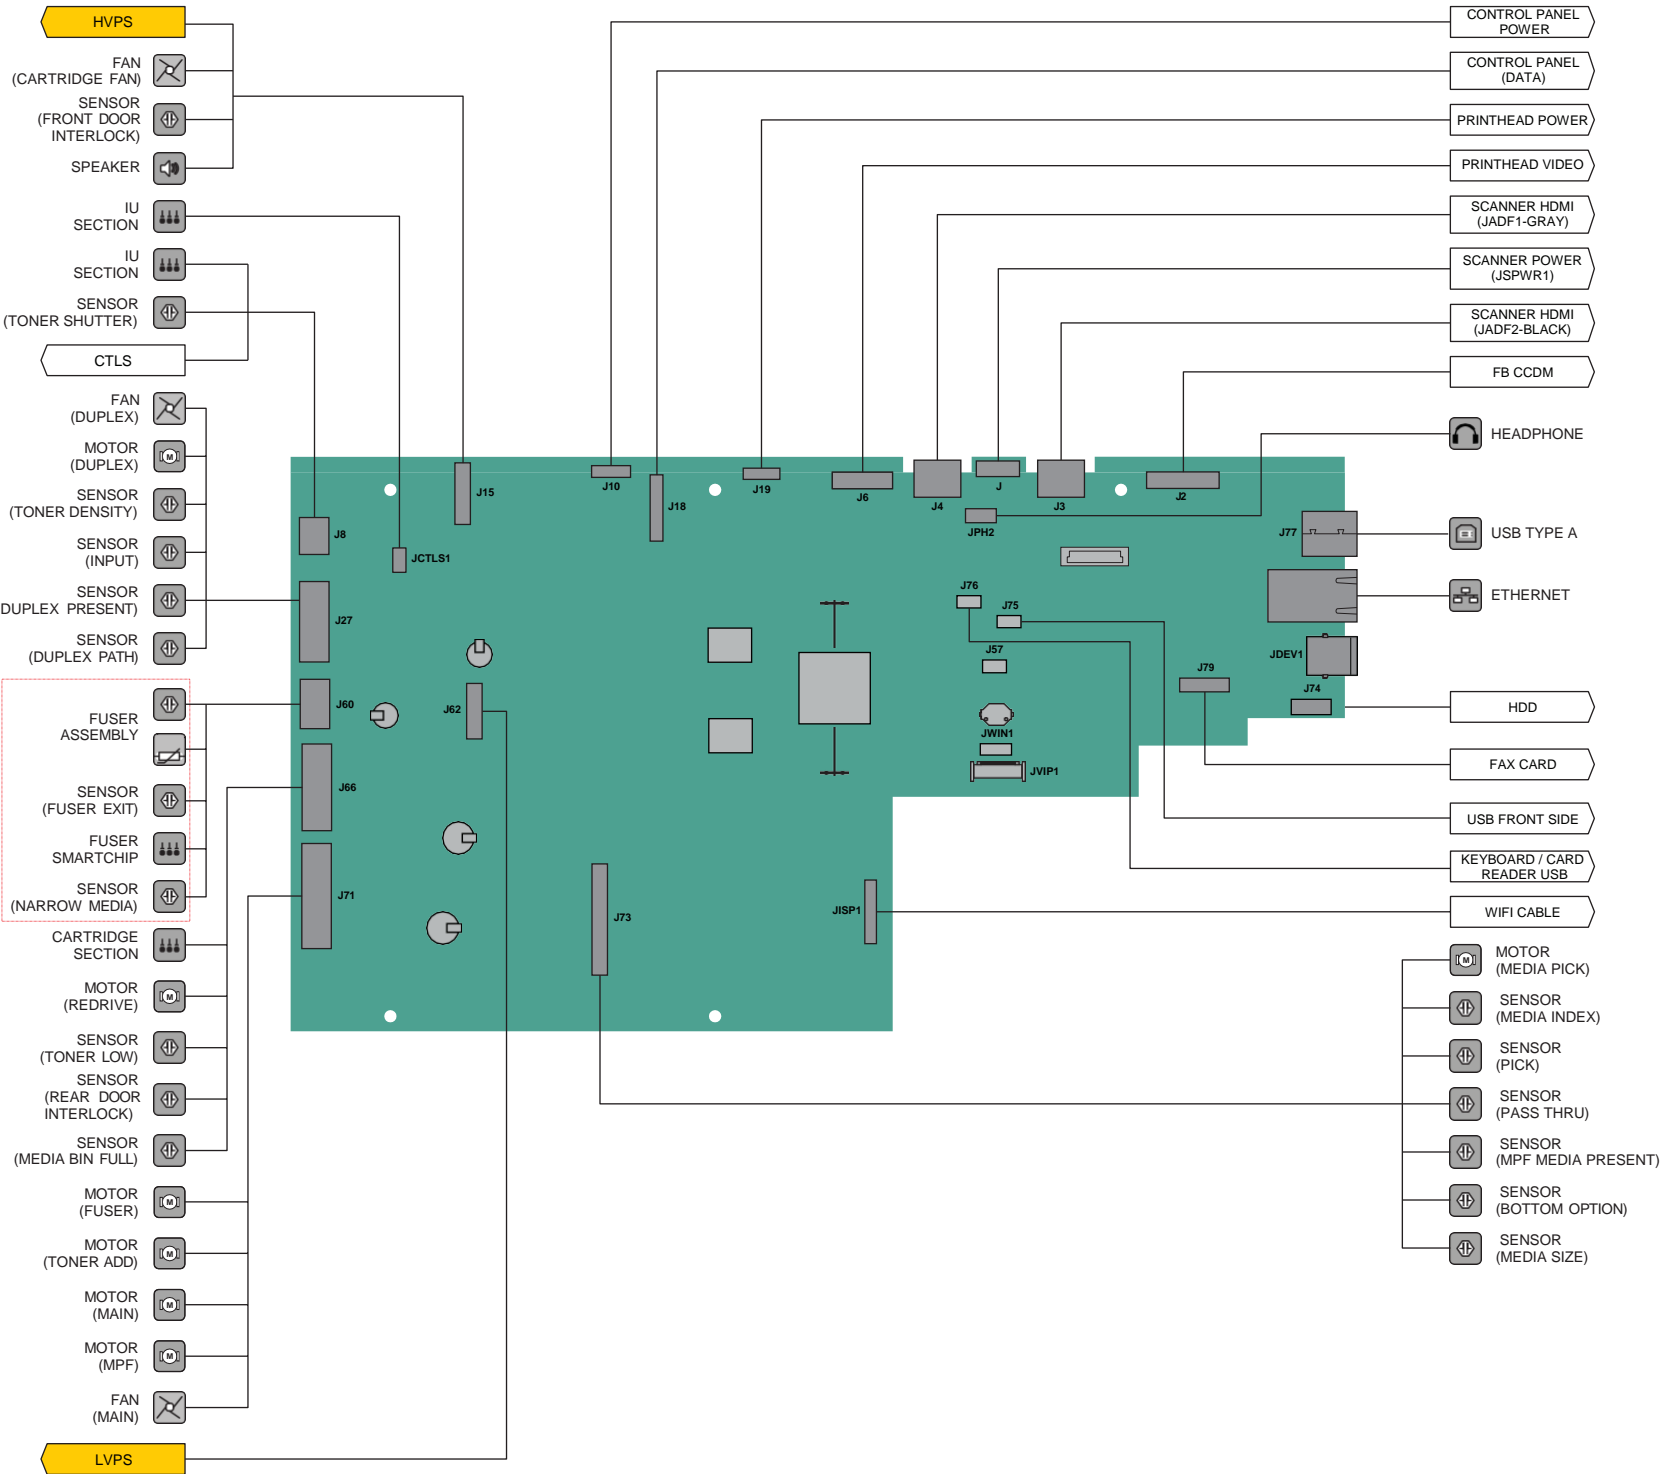 HVPS
FAN
(CARTRIDGE FAN)
SENSOR
(FRONT DOOR
INTERLOCK)
SPEAKER
IU
SECTION
IU
SECTION
SENSOR
(TONER SHUTTER)
CTLS
FAN
(DUPLEX)
MOTOR
(DUPLEX)
SENSOR
(TONER DENSITY)
SENSOR
(INPUT)
SENSOR
DUPLEX PRESENT)
SENSOR
(DUPLEX PATH)
FUSER
ASSEMBLY
SENSOR
(FUSER EXIT)
FUSER
SMARTCHIP
SENSOR
(NARROW MEDIA)
CARTRIDGE
SECTION
MOTOR
(REDRIVE)
SENSOR
(TONER LOW)
SENSOR
(REAR DOOR
INTERLOCK)
SENSOR
(MEDIA BIN FULL)
MOTOR
(FUSER)
MOTOR
(TONER ADD)
MOTOR
(MAIN)
MOTOR
(MPF)
FAN
(MAIN)
LVPS
M
M
M
M
M
M
J15
J10
J18
J19
J6
J4
J
J3
J2
J8
JCTLS1
JPH2
J77
J27
J76
J75
J57
JDEV1
J79
J74
J60
J62
JWIN1
JVIP1
J66
J71
J73
JISP1
CONTROL PANEL
POWER
CONTROL PANEL
(DATA)
PRINTHEAD POWER
PRINTHEAD VIDEO
SCANNER HDMI
(JADF1-GRAY)
SCANNER POWER
(JSPWR1)
SCANNER HDMI
(JADF2-BLACK)
FB CCDM
HEADPHONE
USB TYPE A
ETHERNET
HDD
FAX CARD
USB FRONT SIDE
KEYBOARD / CARD
READER USB
WIFI CABLE
M
MOTOR
(MEDIA PICK)
SENSOR
(MEDIA INDEX)
SENSOR
(PICK)
SENSOR
(PASS THRU)
SENSOR
(MPF MEDIA PRESENT)
SENSOR
(BOTTOM OPTION)
SENSOR
(MEDIA SIZE)